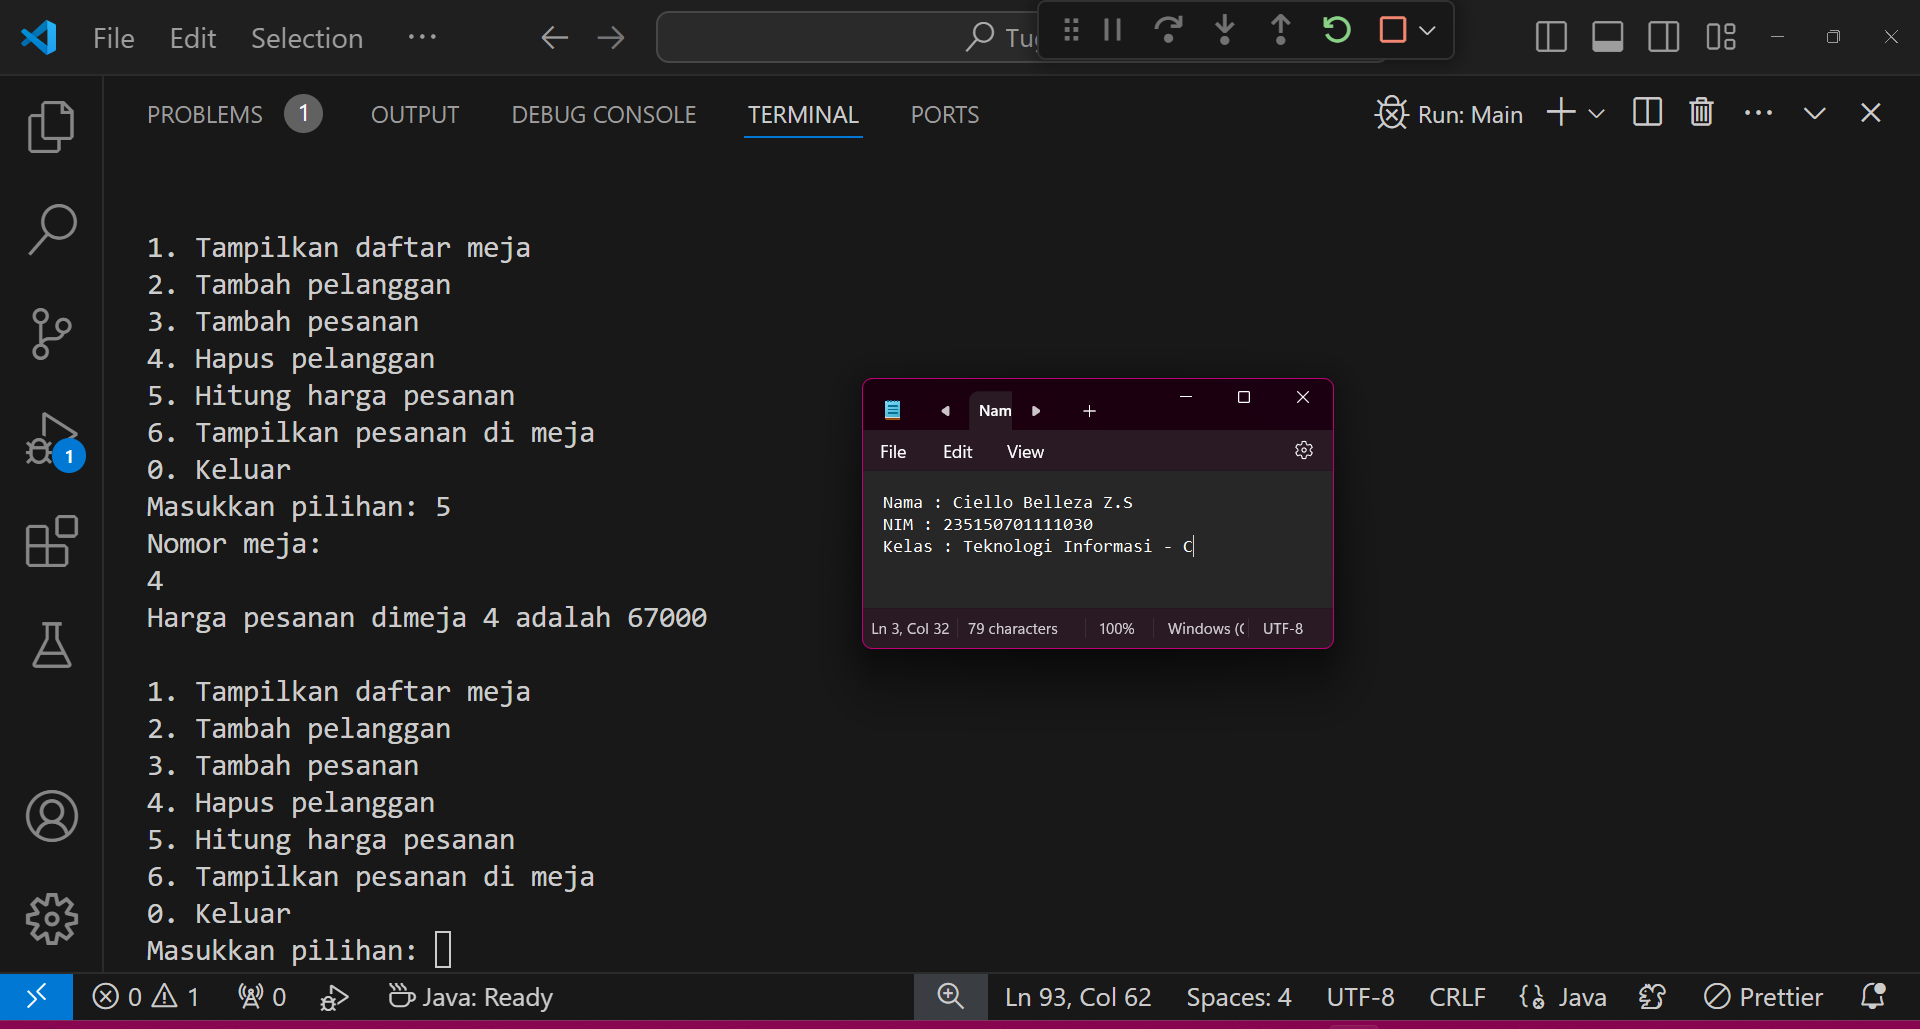 File Edit Selection ···
Tu
PROBLEMS 1 OUTPUT DEBUG CONSOLE TERMINAL PORTS
Run: Main
1. Tampilkan daftar meja
2. Tambah pelanggan
3. Tambah pesanan
4. Hapus pelanggan
5. Hitung harga pesanan
6. Tampilkan pesanan di meja
0. Keluar
Masukkan pilihan: 5
Nomor meja:
4
Harga pesanan dimeja 4 adalah 67000
1. Tampilkan daftar meja
2. Tambah pelanggan
3. Tambah pesanan
4. Hapus pelanggan
5. Hitung harga pesanan
6. Tampilkan pesanan di meja
0. Keluar
Masukkan pilihan:
1
Nam
File Edit View
Nama : Ciello Belleza Z.S
NIM : 235150701111030
Kelas : Teknologi Informasi - C
Ln 3, Col 32 79 characters 100% Windows (C UTF-8
0 1 0 Java: Ready Ln 93, Col 62 Spaces: 4 UTF-8 CRLF {} Java Prettier